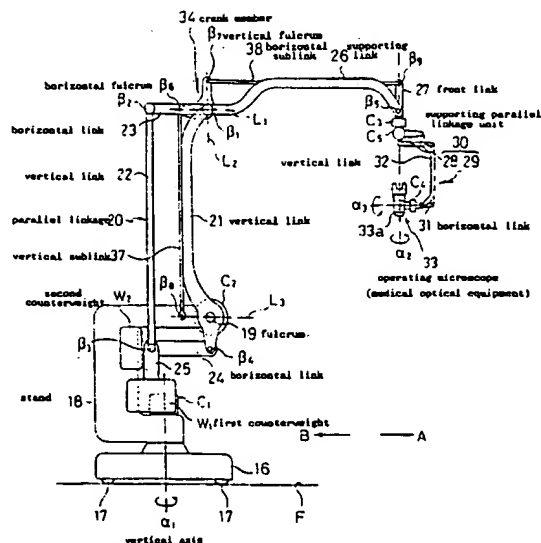 34 crank member
β7 vertical fulcrum
38 horizontal sublink
supporting link
26
β9
27 front link
horizontal fulcrum
β6
β2
β5
23
β1
L1
C3
C5
supporting parallel linkage unit
horizontal link
L2
30
vertical link
32
28 29
vertical link
22
C4
parallel linkage 20
21 vertical link
α3
31 horizontal link
33a
33
vertical sublink 37
α2
operating microscope
(medical optical equipment)
C2
β8
L3
second counterweight
W2
19 fulcrum
β3
β4
25
24
horizontal link
stand
18
C1
W1 first counterweight
B
A
16
17
17
F
α1
vertical axis